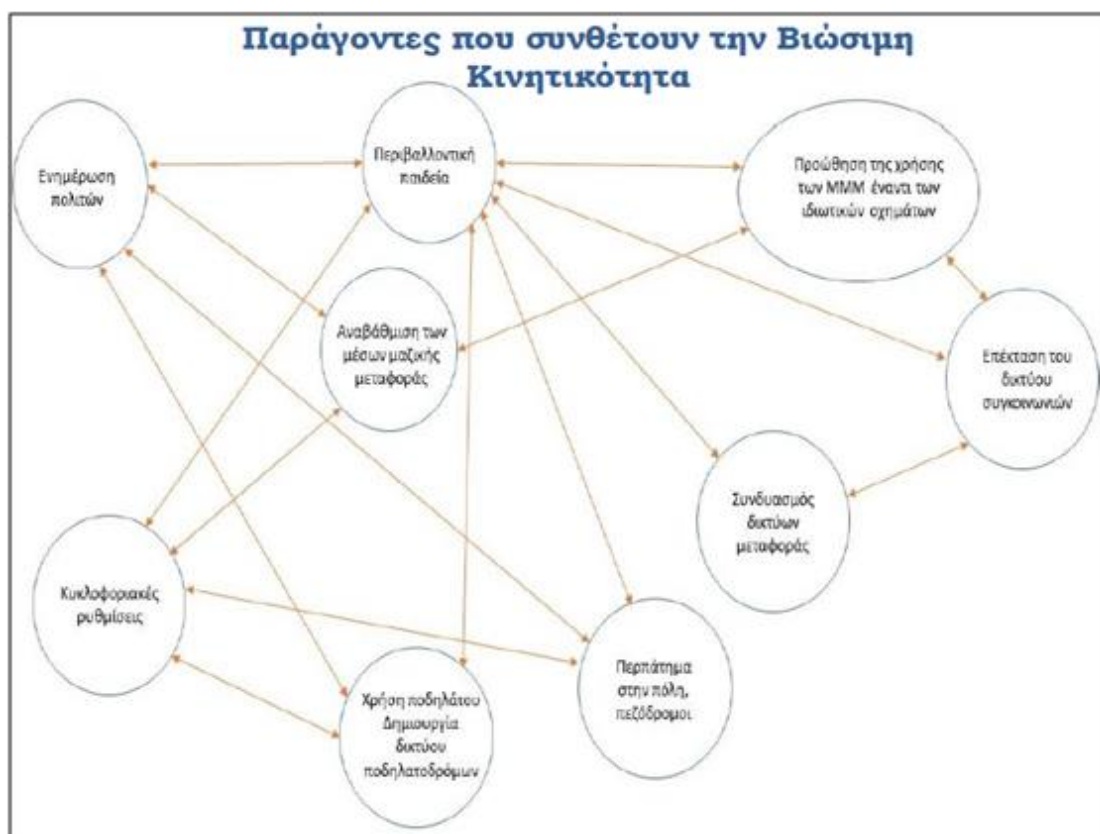 Παράγοντες που συνθέτουν την Βιώσιμη
Κινητικότητα
Ενημέρωση
πολιτών
Περιβαλλοντική
παιδεία
Προώθηση της χρήσης
των ΜΜΜ έναντι των
ιδιωτικών οχημάτων
Αναβάθμιση των
μέσων μαζικής
μεταφοράς
Επέκταση του
δικτύου
συγκοινωνιών
Συνδυασμός
δικτύων
μεταφοράς
Κυκλοφοριακές
ρυθμίσεις
Περπάτημα
στην πόλη,
πεζόδρομοι
Χρήση ποδηλάτου
Δημιουργία
δικτύου
ποδηλατοδρόμων